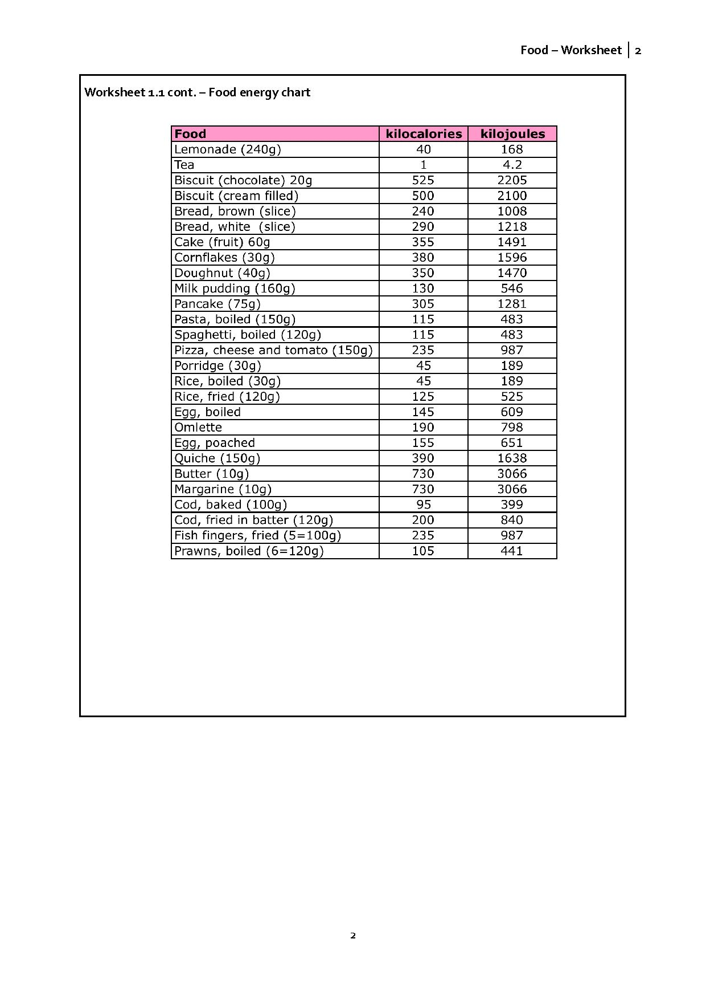 Food – Worksheet 2
Worksheet 1.1 cont. – Food energy chart
Food kilocalories kilojoules
Lemonade (240g) 40 168
Tea 1 4.2
Biscuit (chocolate) 20g 525 2205
Biscuit (cream filled) 500 2100
Bread, brown (slice) 240 1008
Bread, white  (slice) 290 1218
Cake (fruit) 60g 355 1491
Cornflakes (30g) 380 1596
Doughnut (40g) 350 1470
Milk pudding (160g) 130 546
Pancake (75g) 305 1281
Pasta, boiled (150g) 115 483
Spaghetti, boiled (120g) 115 483
Pizza, cheese and tomato (150g) 235 987
Porridge (30g) 45 189
Rice, boiled (30g) 45 189
Rice, fried (120g) 125 525
Egg, boiled 145 609
Omlette 190 798
Egg, poached 155 651
Quiche (150g) 390 1638
Butter (10g) 730 3066
Margarine (10g) 730 3066
Cod, baked (100g) 95 399
Cod, fried in batter (120g) 200 840
Fish fingers, fried (5=100g) 235 987
Prawns, boiled (6=120g) 105 441
2